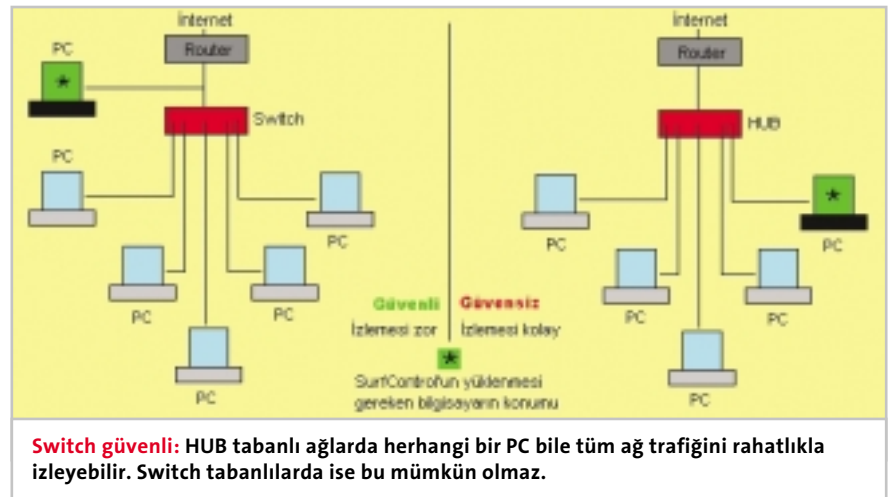 İnternet
Router
PC
Switch
PC
PC
PC
PC
PC
İnternet
Router
HUB
PC
PC
PC
PC
PC
Güvenli
İzlemesi zor
Güvensiz
İzlemesi kolay
SurfControl'un yüklenmesi
gereken bilgisayarın konumu
Switch güvenli: HUB tabanlı ağlarda herhangi bir PC bile tüm ağ trafiğini rahatlıkla
izleyebilir. Switch tabanlılarda ise bu mümkün olmaz.